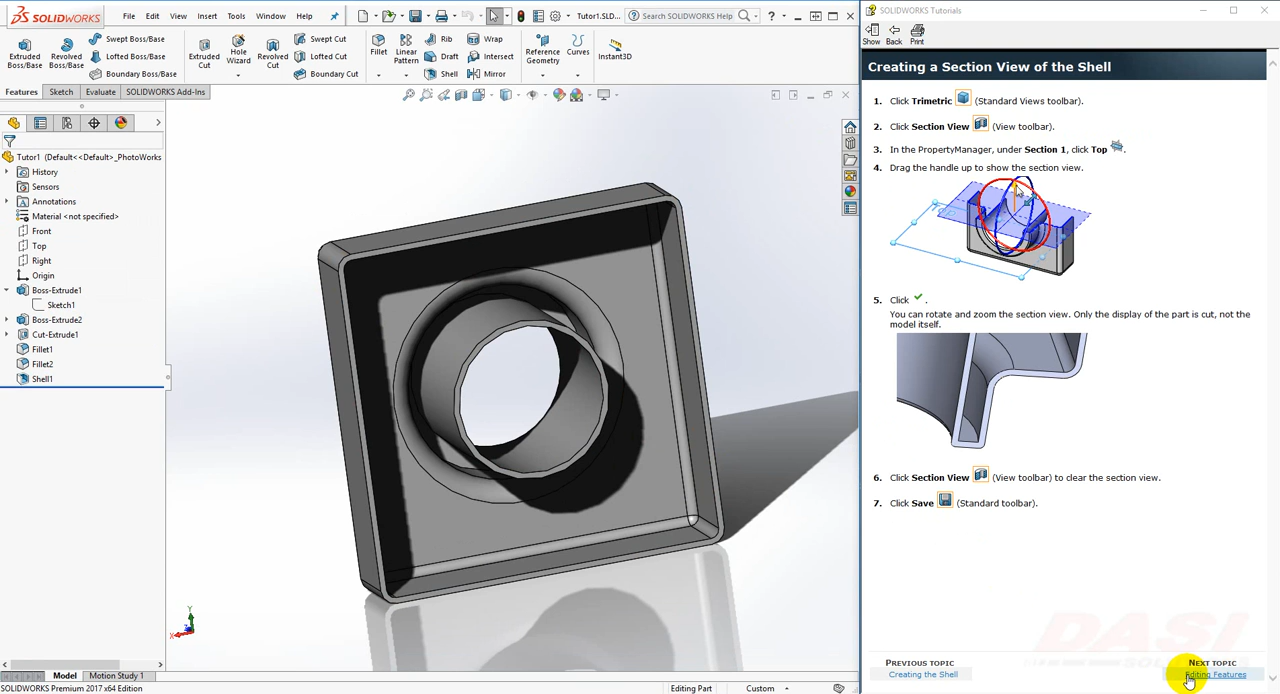 SOLIDWORKS
File
Edit
View
Insert
Tools
Window
Help
Tutor1.SLD...
Search SOLIDWORKS Help
Extruded Boss/Base
Revolved Boss/Base
Swept Boss/Base
Lofted Boss/Base
Boundary Boss/Base
Extruded Cut
Hole Wizard
Revolved Cut
Swept Cut
Lofted Cut
Boundary Cut
Fillet
Linear Pattern
Rib
Draft
Shell
Wrap
Intersect
Mirror
Reference Geometry
Curves
Instant3D
Features
Sketch
Evaluate
SOLIDWORKS Add-Ins
Tutor1 (Default<<Default>_PhotoWorks
History
Sensors
Annotations
Material <not specified>
Front
Top
Right
Origin
Boss-Extrude1
Sketch1
Boss-Extrude2
Cut-Extrude1
Fillet1
Fillet2
Shell1
Y
X
Z
Model
Motion Study 1
SOLIDWORKS Premium 2017 x64 Edition
Editing Part
Custom
SOLIDWORKS Tutorials
Show
Back
Print
Creating a Section View of the Shell
1. Click Trimetric (Standard Views toolbar).
2. Click Section View (View toolbar).
3. In the PropertyManager, under Section 1, click Top .
4. Drag the handle up to show the section view.
5. Click .
You can rotate and zoom the section view. Only the display of the part is cut, not the
model itself.
6. Click Section View (View toolbar) to clear the section view.
7. Click Save (Standard toolbar).
DASI
PREVIOUS TOPIC
Creating the Shell
NEXT TOPIC
Editing Features